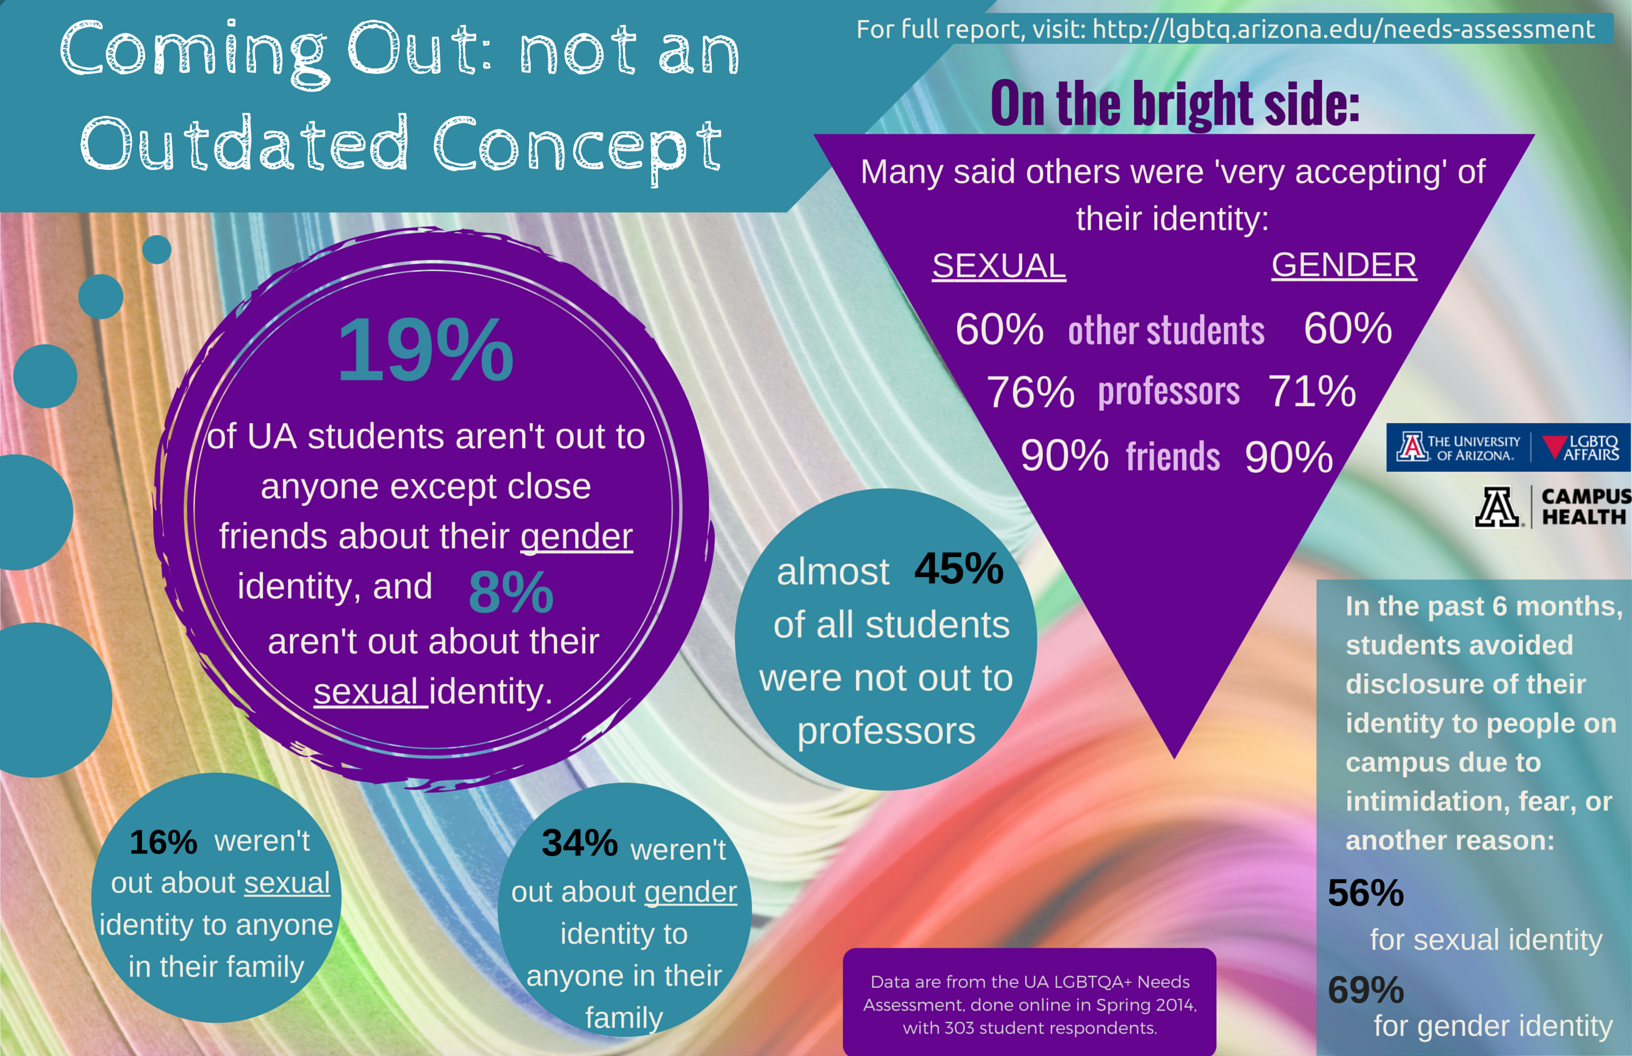 Coming Out: not an
Outdated Concept
For full report, visit: http://lgbtq.arizona.edu/needs-assessment
19%
of UA students aren't out to
anyone except close
friends about their gender
identity, and 8%
aren't out about their
sexual identity.
almost 45%
of all students
were not out to
professors
16% weren't
out about sexual
identity to anyone
in their family
34% weren't
out about gender
identity to
anyone in their
family
On the bright side:
Many said others were 'very accepting' of
their identity:
SEXUAL GENDER
60% other students 60%
76% professors 71%
90% friends 90%
A THE UNIVERSITY
OF ARIZONA.
LGBTQ
AFFAIRS
A CAMPUS
HEALTH
In the past 6 months,
students avoided
disclosure of their
identity to people on
campus due to
intimidation, fear, or
another reason:
56%
for sexual identity
69%
for gender identity
Data are from the UA LGBTQA+ Needs
Assessment, done online in Spring 2014,
with 303 student respondents.